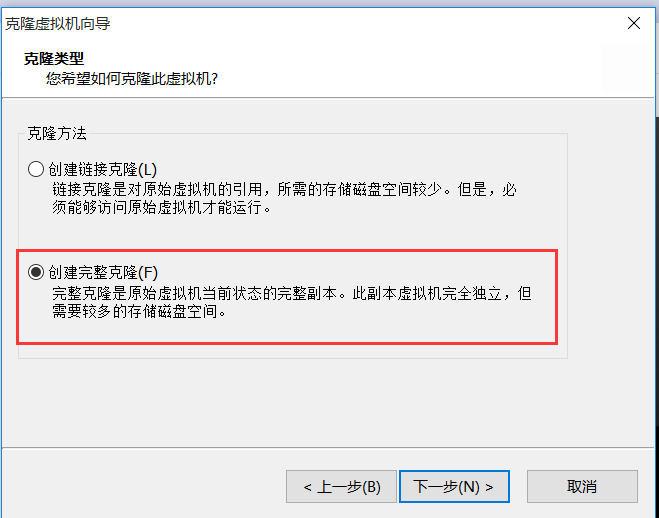 克隆虚拟机向导
克隆类型
您希望如何克隆此虚拟机?
克隆方法
创建链接克隆(L)
链接克隆是对原始虚拟机的引用，所需的存储磁盘空间较少。但是，必
须能够访问原始虚拟机才能运行。
创建完整克隆(F)
完整克隆是原始虚拟机当前状态的完整副本。此副本虚拟机完全独立，但
需要较多的存储磁盘空间。
< 上一步(B) 下一步(N) > 取消